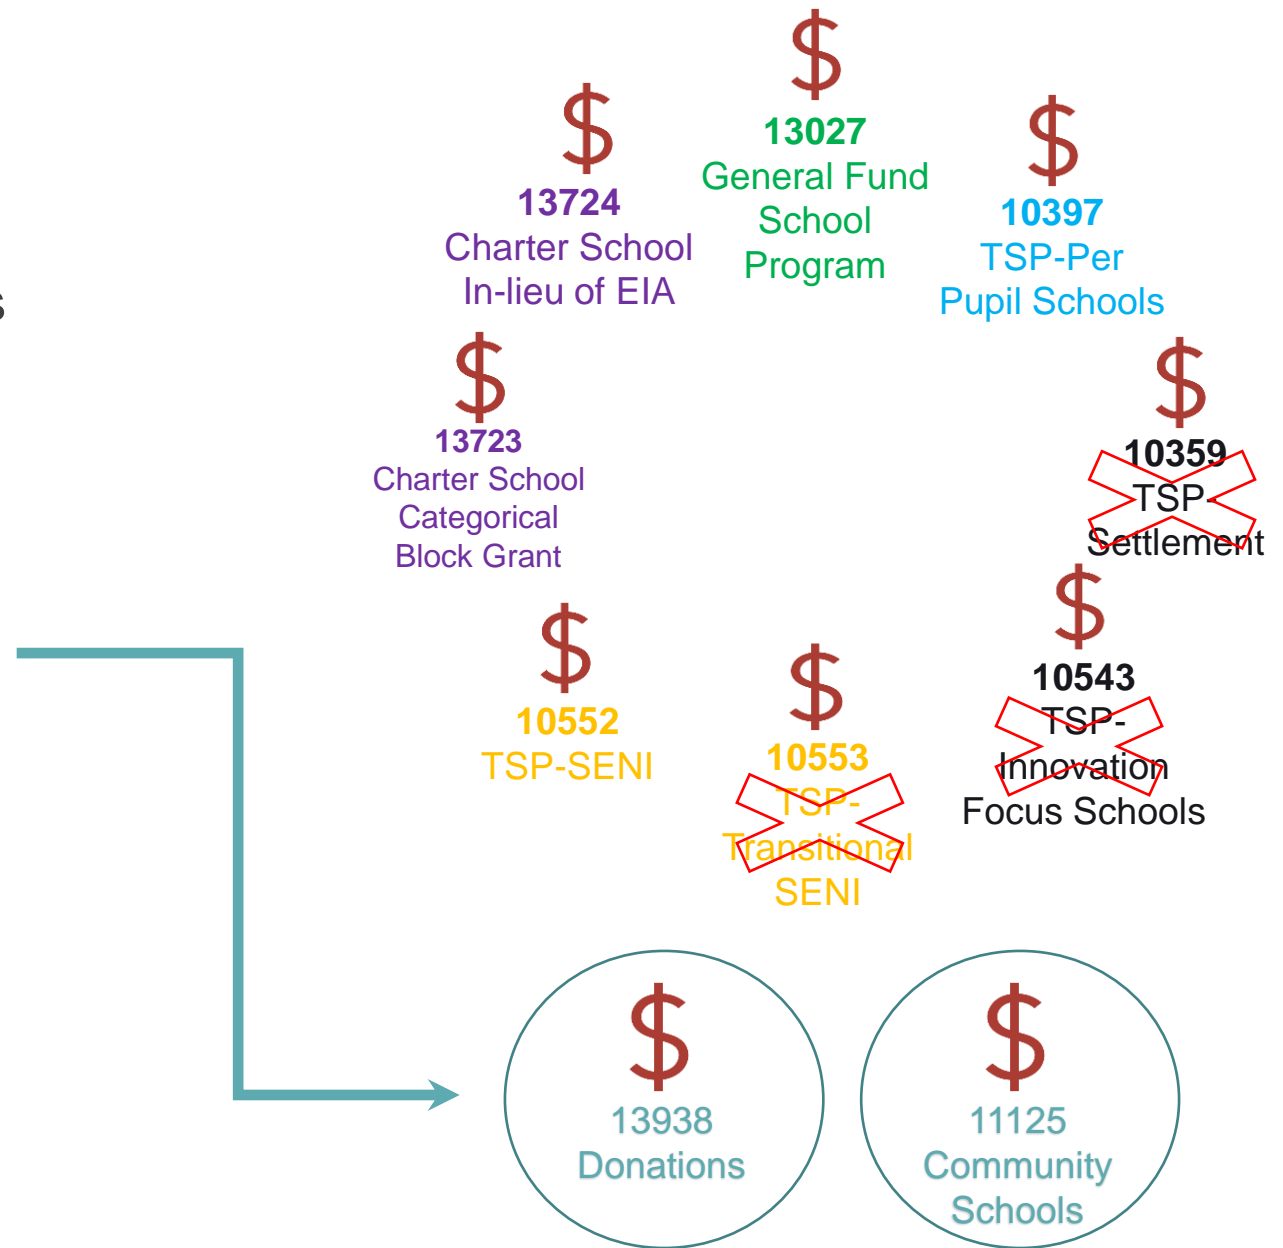 $
13027
General Fund
School
Program
$
13724
Charter School
In-lieu of EIA
$
10397
TSP-Per
Pupil Schools
s
$
13723
Charter School
Categorical
Block Grant
$
10359
TSP-
Settlement
$
10552
TSP-SENI
$
10553
TSP-
Transitional
SENI
$
10543
TSP-
Innovation
Focus Schools
$
13938
Donations
$
11125
Community
Schools